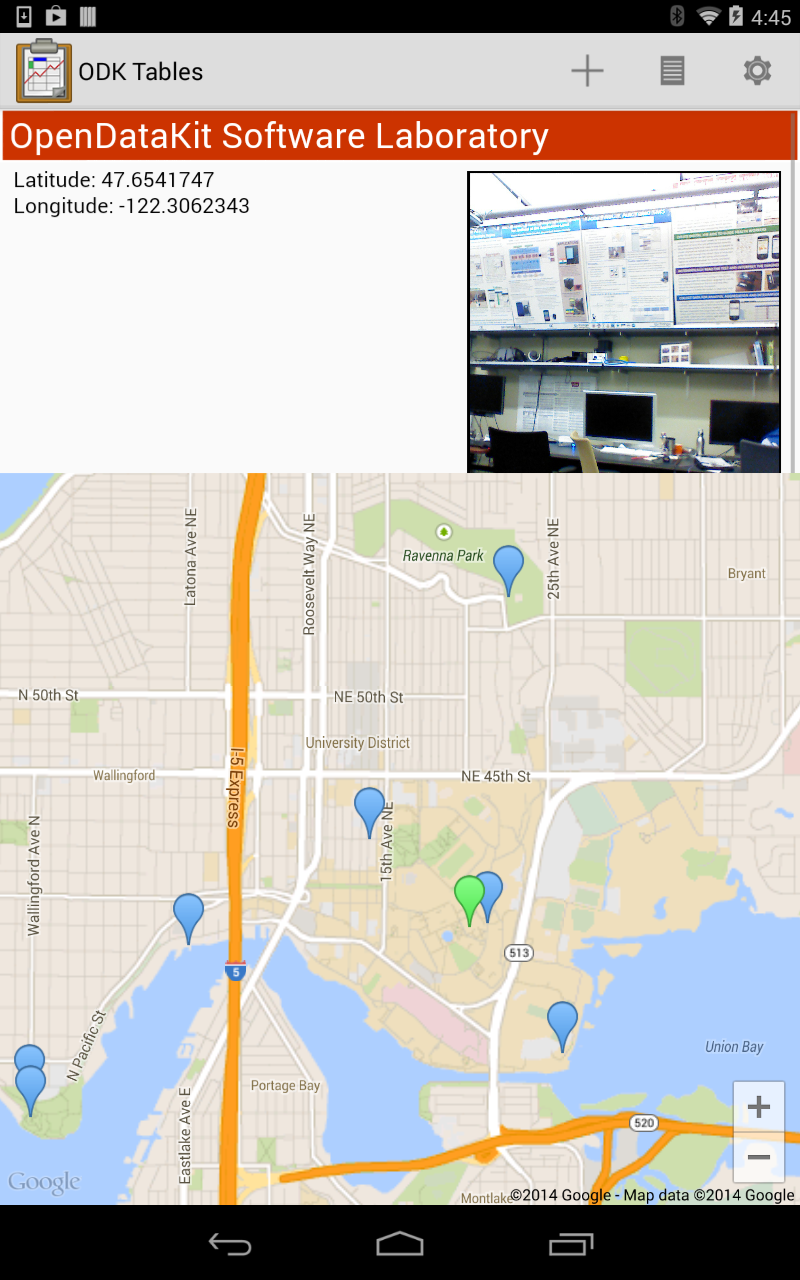 4:45
ODK Tables
OpenDataKit Software Laboratory
Latitude: 47.6541747
Longitude: -122.3062343
Latona Ave NE
Roosevelt Way NE
25th Ave NE
Ravenna Park
Bryant
N 50th St
NE 50th St
University District
Wallingford
I-5 Express
NE 45th St
Wallingford Ave N
15th Ave NE
513
5
N Pacific St
Union Bay
Portage Bay
Eastlake Ave E
520
+
−
Google
Montlake
©2014 Google - Map data ©2014 Google